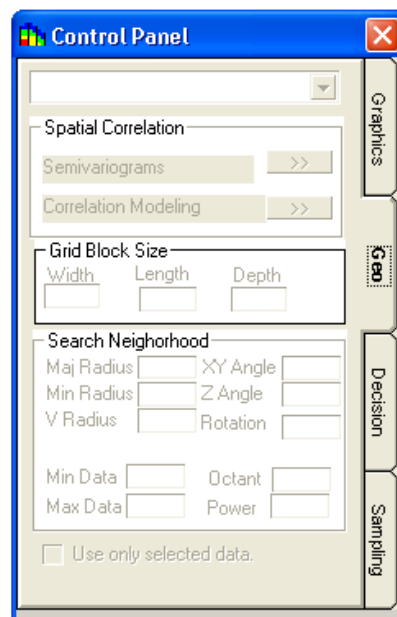 Control Panel
Spatial Correlation
Semivariograms >>
Correlation Modeling >>
Grid Block Size
Width Length Depth
Search Neighorhood
Maj Radius XY Angle
Min Radius Z Angle
V Radius Rotation
Min Data Octant
Max Data Power
Use only selected data.
Graphics
Geo
Decision
Sampling